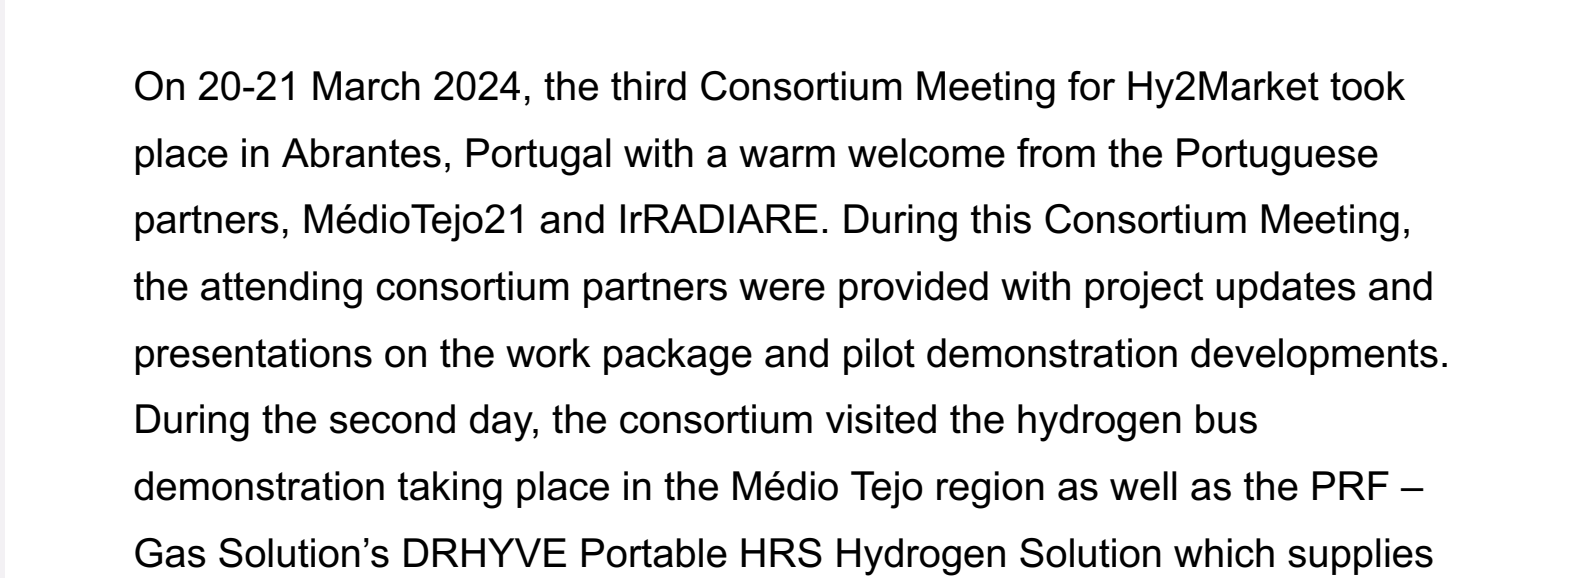 On 20-21 March 2024, the third Consortium Meeting for Hy2Market took
place in Abrantes, Portugal with a warm welcome from the Portuguese
partners, MédioTejo21 and IrRADIARE. During this Consortium Meeting,
the attending consortium partners were provided with project updates and
presentations on the work package and pilot demonstration developments.
During the second day, the consortium visited the hydrogen bus
demonstration taking place in the Médio Tejo region as well as the PRF –
Gas Solution’s DRHYVE Portable HRS Hydrogen Solution which supplies